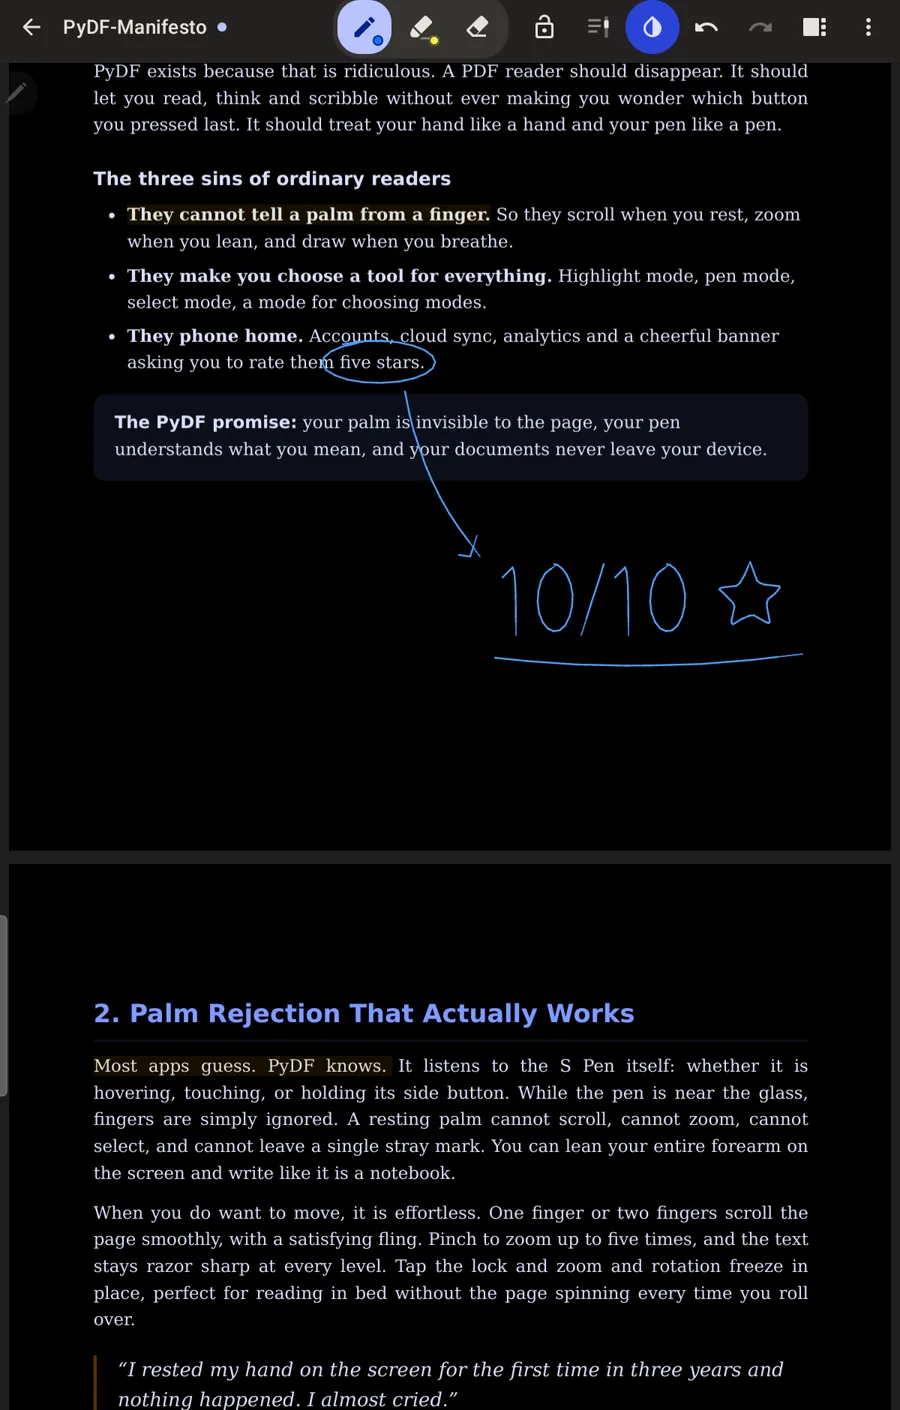 PyDF-Manifesto
PyDF exists because that is ridiculous. A PDF reader should disappear. It should
let you read, think and scribble without ever making you wonder which button
you pressed last. It should treat your hand like a hand and your pen like a pen.
The three sins of ordinary readers
• They cannot tell a palm from a finger. So they scroll when you rest, zoom
when you lean, and draw when you breathe.
• They make you choose a tool for everything. Highlight mode, pen mode,
select mode, a mode for choosing modes.
• They phone home. Accounts, cloud sync, analytics and a cheerful banner
asking you to rate them five stars.
The PyDF promise: your palm is invisible to the page, your pen
understands what you mean, and your documents never leave your device.
10/10
2. Palm Rejection That Actually Works
Most apps guess. PyDF knows. It listens to the S Pen itself: whether it is
hovering, touching, or holding its side button. While the pen is near the glass,
fingers are simply ignored. A resting palm cannot scroll, cannot zoom, cannot
select, and cannot leave a single stray mark. You can lean your entire forearm on
the screen and write like it is a notebook.
When you do want to move, it is effortless. One finger or two fingers scroll the
page smoothly, with a satisfying fling. Pinch to zoom up to five times, and the text
stays razor sharp at every level. Tap the lock and zoom and rotation freeze in
place, perfect for reading in bed without the page spinning every time you roll
over.
“I rested my hand on the screen for the first time in three years and
nothing happened. I almost cried.”